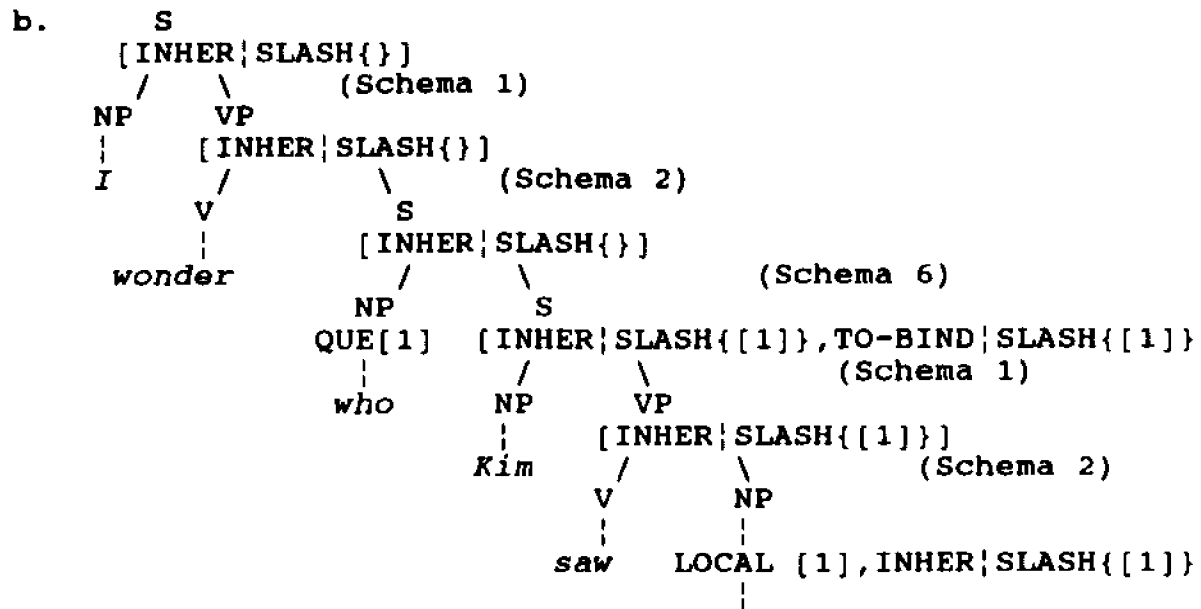 b. S
[INHER¦SLASH{}]
/ \ (Schema 1)
NP VP
¦ [INHER¦SLASH{}]
I / \ (Schema 2)
V S
¦ [INHER¦SLASH{}]
wonder / \ (Schema 6)
NP S
QUE[1] [INHER¦SLASH{[1]},TO-BIND¦SLASH{[1]}
¦ / \ (Schema 1)
who NP VP
¦ [INHER¦SLASH{[1]}]
Kim / \ (Schema 2)
V NP
¦ ¦
saw LOCAL [1],INHER¦SLASH{[1]}
¦